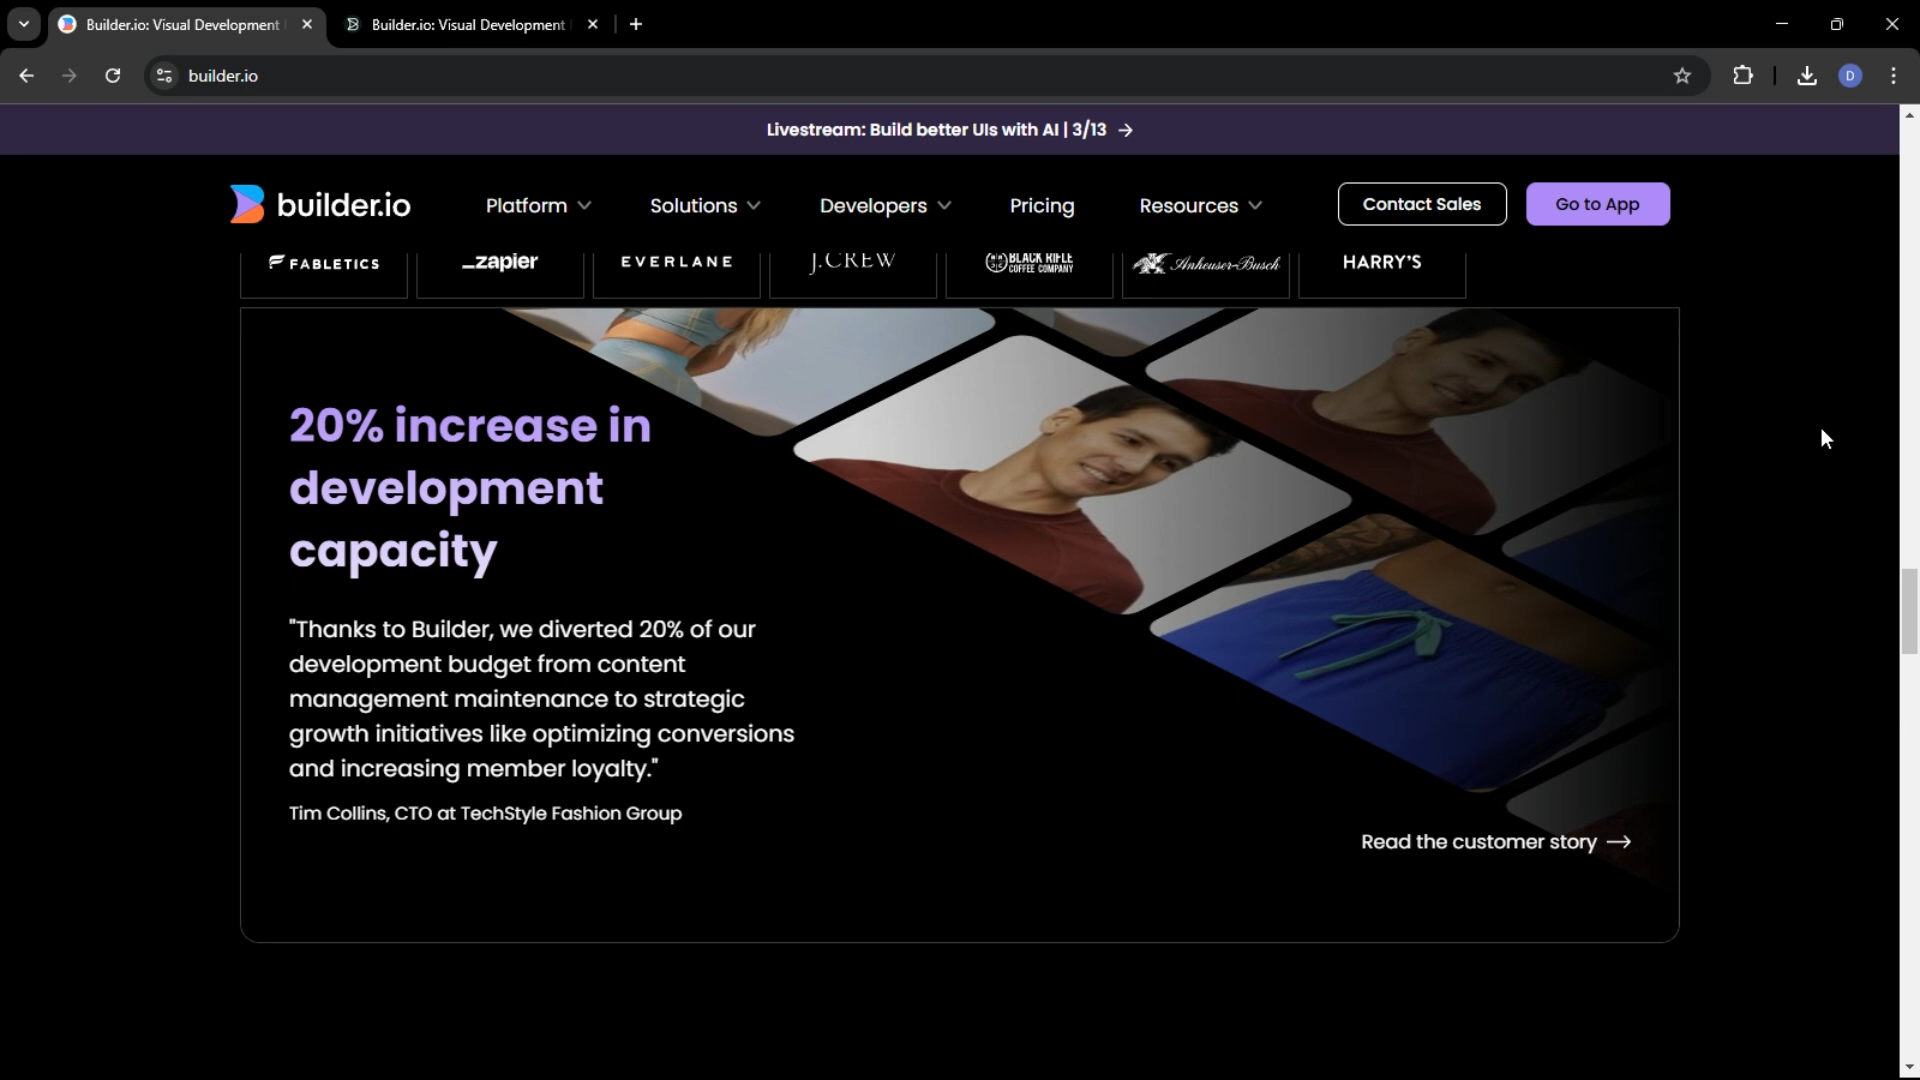 Builder.io: Visual Development
Builder.io: Visual Development
builder.io
D
Livestream: Build better UIs with AI | 3/13 →
builder.io
Platform
Solutions
Developers
Pricing
Resources
Contact Sales
Go to App
FABLETICS
_zapier
EVERLANE
J.CREW
BLACK RIFLE
COFFEE COMPANY
Anheuser-Busch
HARRY'S
20% increase in
development
capacity
"Thanks to Builder, we diverted 20% of our
development budget from content
management maintenance to strategic
growth initiatives like optimizing conversions
and increasing member loyalty."
Tim Collins, CTO at TechStyle Fashion Group
Read the customer story →